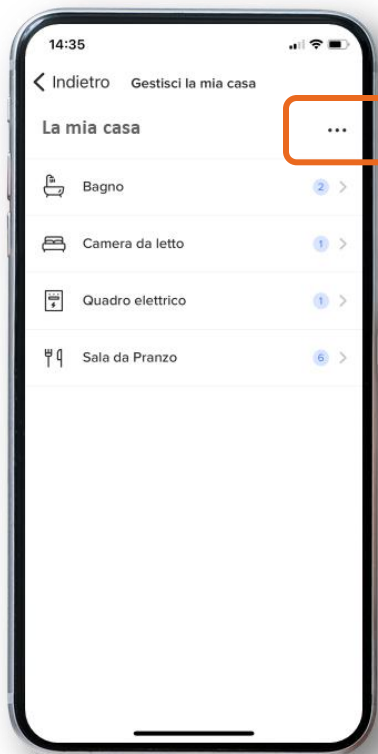 14:35
Indietro Gestisci la mia casa
La mia casa ...
Bagno 2
Camera da letto 1
Quadro elettrico 1
Sala da Pranzo 6